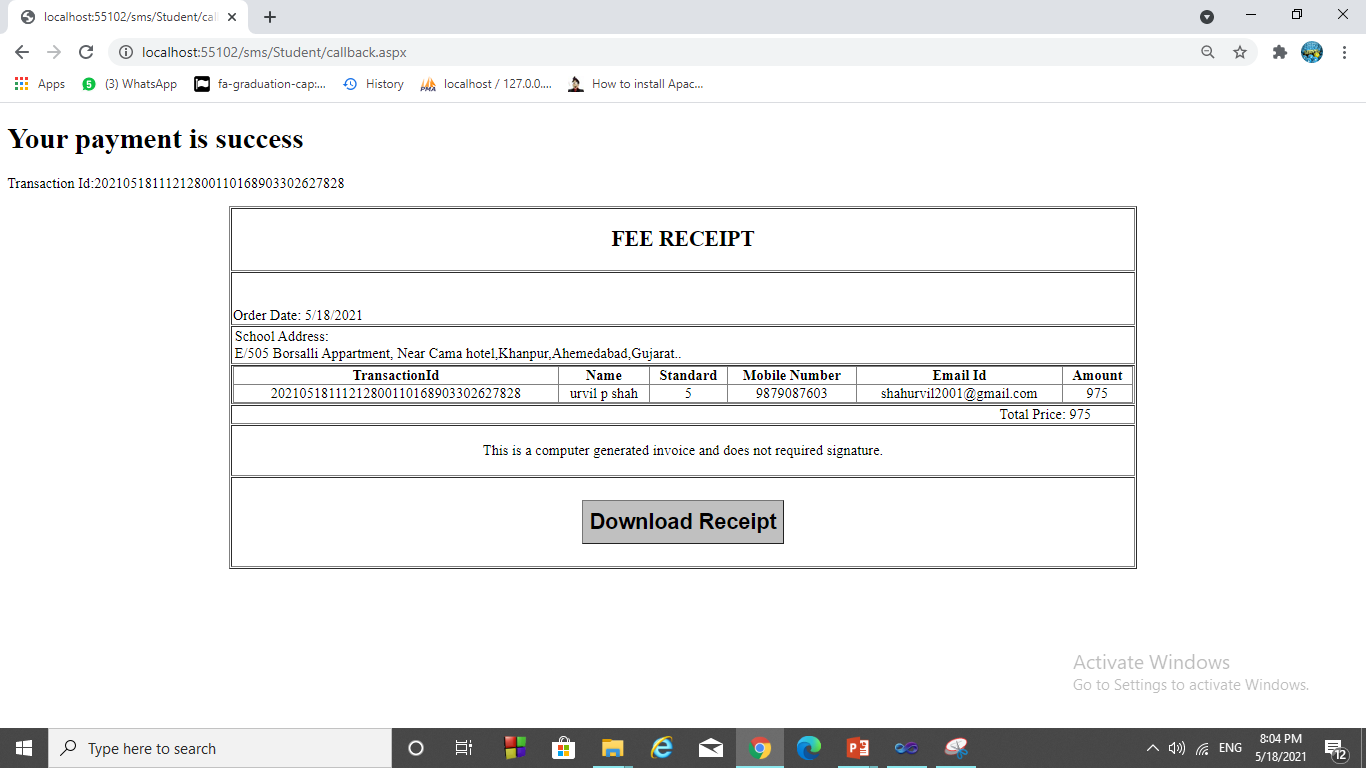 localhost:55102/sms/Student/call
localhost:55102/sms/Student/callback.aspx
Apps
5
(3) WhatsApp
fa-graduation-cap:...
History
PMA
localhost / 127.0.0....
How to install Apac...
Your payment is success
Transaction Id:20210518111212800110168903302627828
FEE RECEIPT
Order Date: 5/18/2021
School Address:
E/505 Borsalli Appartment, Near Cama hotel,Khanpur,Ahemedabad,Gujarat..
TransactionId Name Standard Mobile Number Email Id Amount
20210518111212800110168903302627828 urvil p shah 5 9879087603 shahurvil2001@gmail.com 975
Total Price: 975
This is a computer generated invoice and does not required signature.
Download Receipt
Activate Windows
Go to Settings to activate Windows.
Type here to search
ENG
8:04 PM
5/18/2021
12